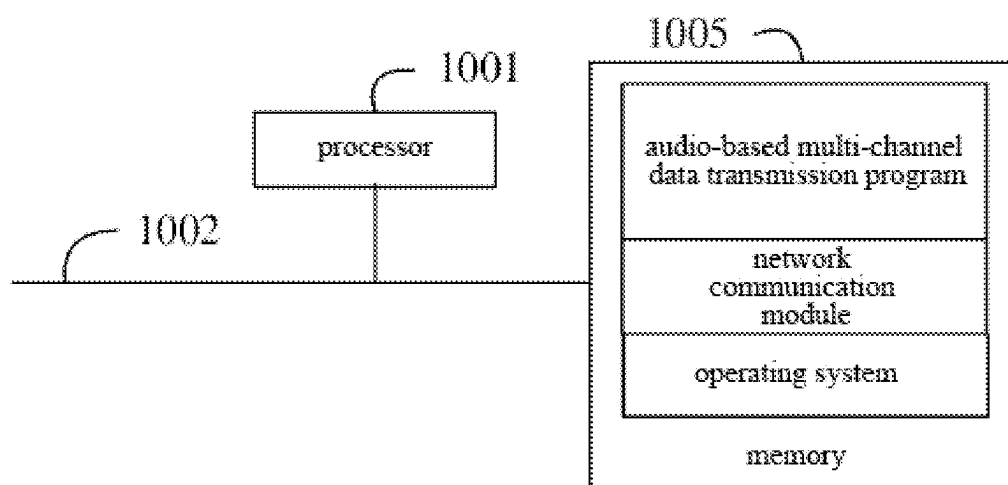 1005
1001
processor
audio-based multi-channel
data transmission program
1002
network
communication
module
operating system
memory